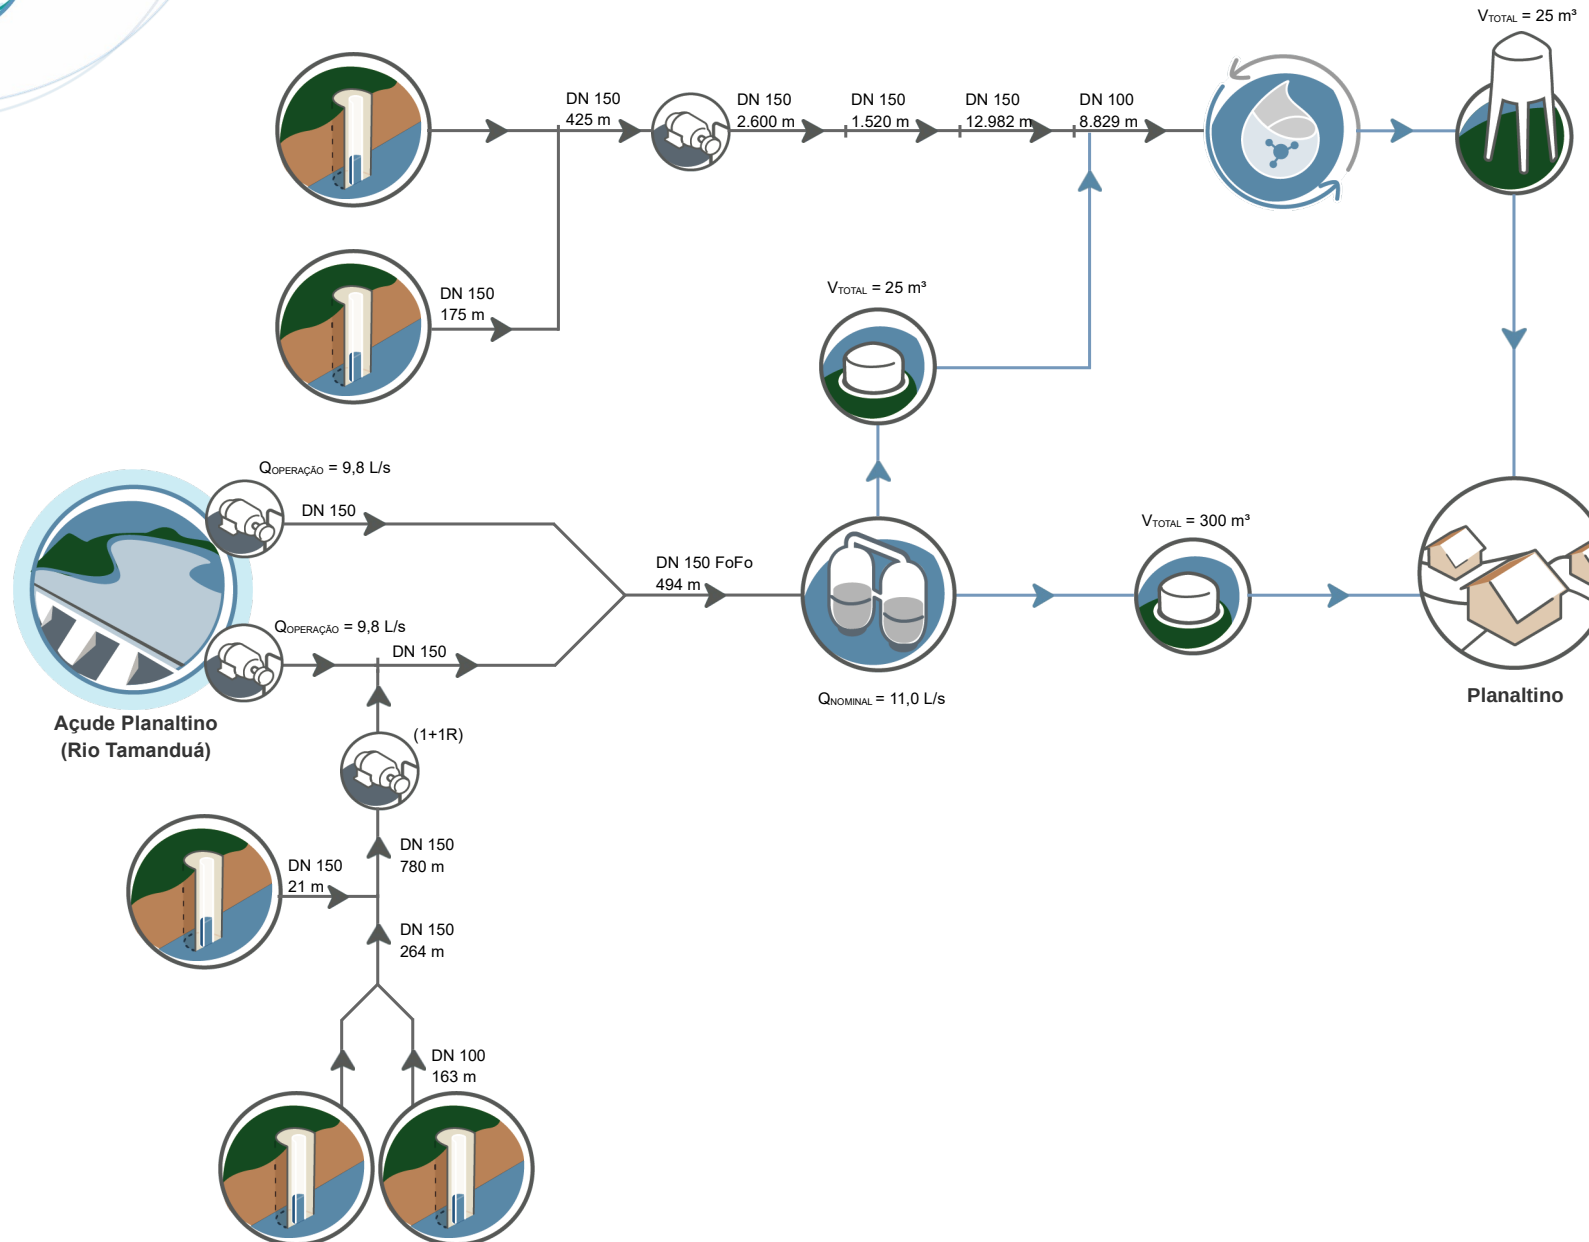 VTOTAL = 25 m³
DN 150
425 m
DN 150
2.600 m
DN 150
1.520 m
DN 150
12.982 m
DN 100
8.829 m
DN 150
175 m
VTOTAL = 25 m³
QOPERAÇÃO = 9,8 L/s
DN 150
DN 150 FoFo
494 m
VTOTAL = 300 m³
QOPERAÇÃO = 9,8 L/s
DN 150
QNOMINAL = 11,0 L/s
Planaltino
Açude Planaltino
(Rio Tamanduá)
(1+1R)
DN 150
780 m
DN 150
21 m
DN 150
264 m
DN 100
163 m